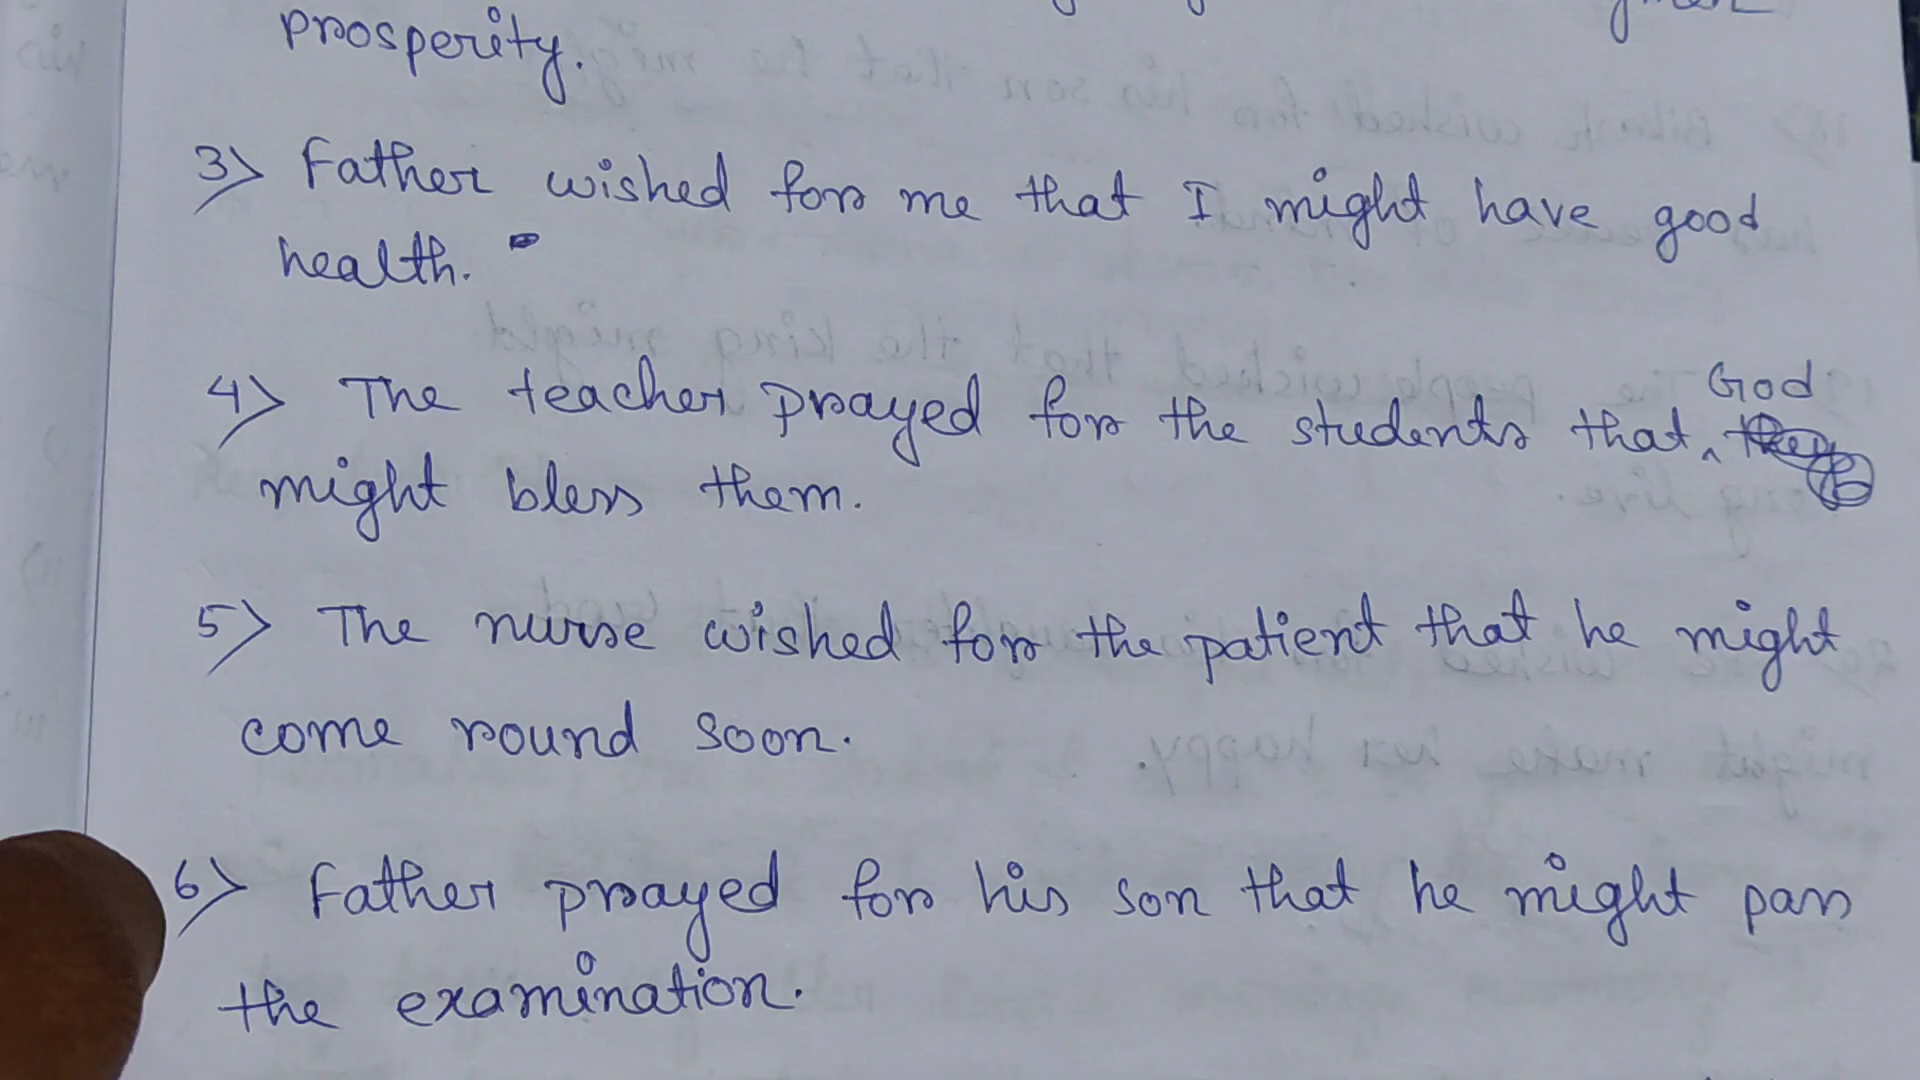 prosperity.
3> Father wished for me that I might have good
health.
4> The teacher prayed for the students that ^ God
might bless them.
5> The nurse wished for the patient that he might
come round soon.
6> Father prayed for his son that he might pass
the examination.